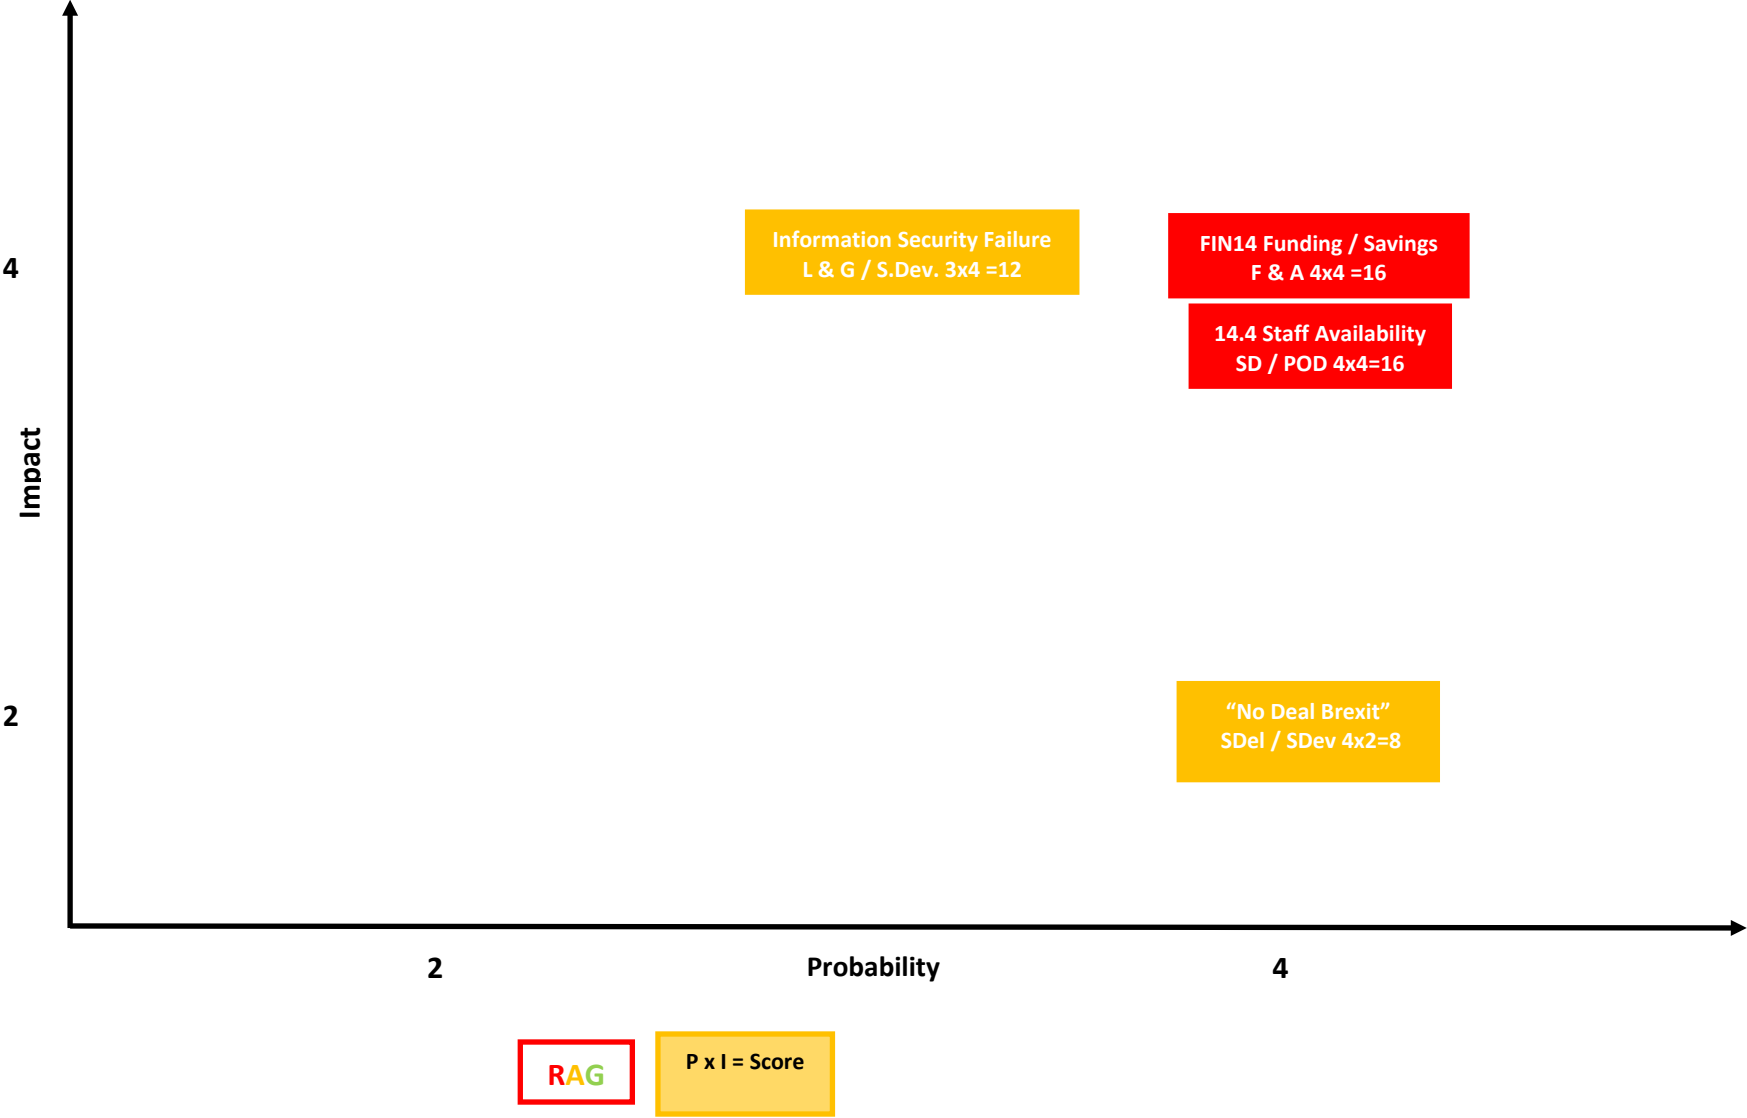 Information Security Failure
L & G / S.Dev. 3x4 =12
FIN14 Funding / Savings
F & A 4x4 =16
4
14.4 Staff Availability
SD / POD 4x4=16
Impact
2
“No Deal Brexit”
SDel / SDev 4x2=8
2
Probability
4
RAG
P x I = Score